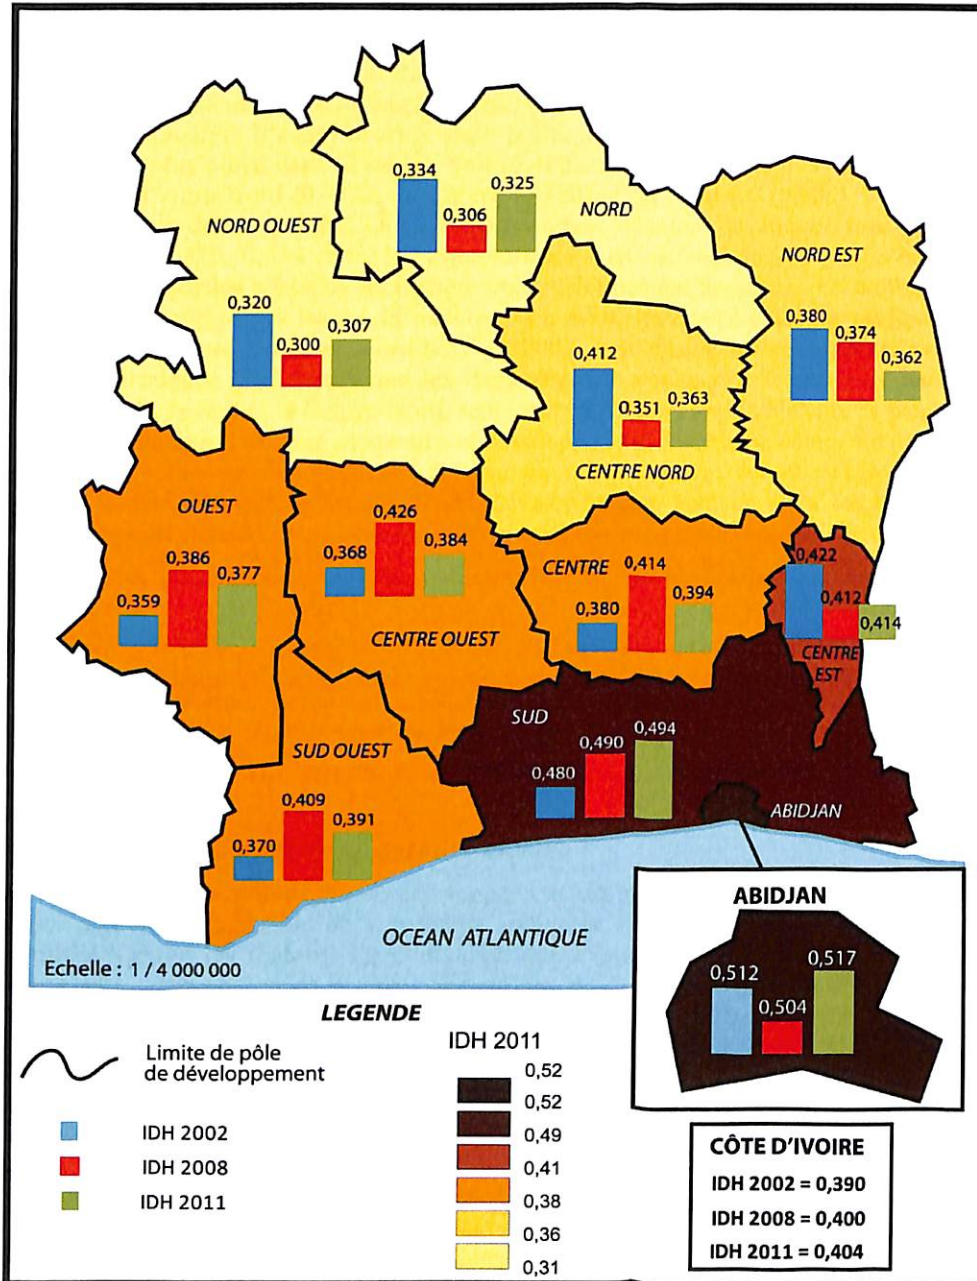 0,334
0,306
0,325
NORD
NORD OUEST
NORD EST
0,320
0,300
0,307
0,412
0,351
0,363
0,380
0,374
0,362
CENTRE NORD
OUEST
0,359
0,386
0,377
0,368
0,426
0,384
CENTRE OUEST
CENTRE
0,380
0,414
0,394
0,422
0,412
0,414
CENTRE
EST
SUD OUEST
0,370
0,409
0,391
SUD
0,480
0,490
0,494
ABIDJAN
OCEAN ATLANTIQUE
Echelle : 1 / 4 000 000
ABIDJAN
0,512
0,504
0,517
LEGENDE
Limite de pôle
de développement
IDH 2002
IDH 2008
IDH 2011
IDH 2011
0,52
0,52
0,49
0,41
0,38
0,36
0,31
CÔTE D'IVOIRE
IDH 2002 = 0,390
IDH 2008 = 0,400
IDH 2011 = 0,404